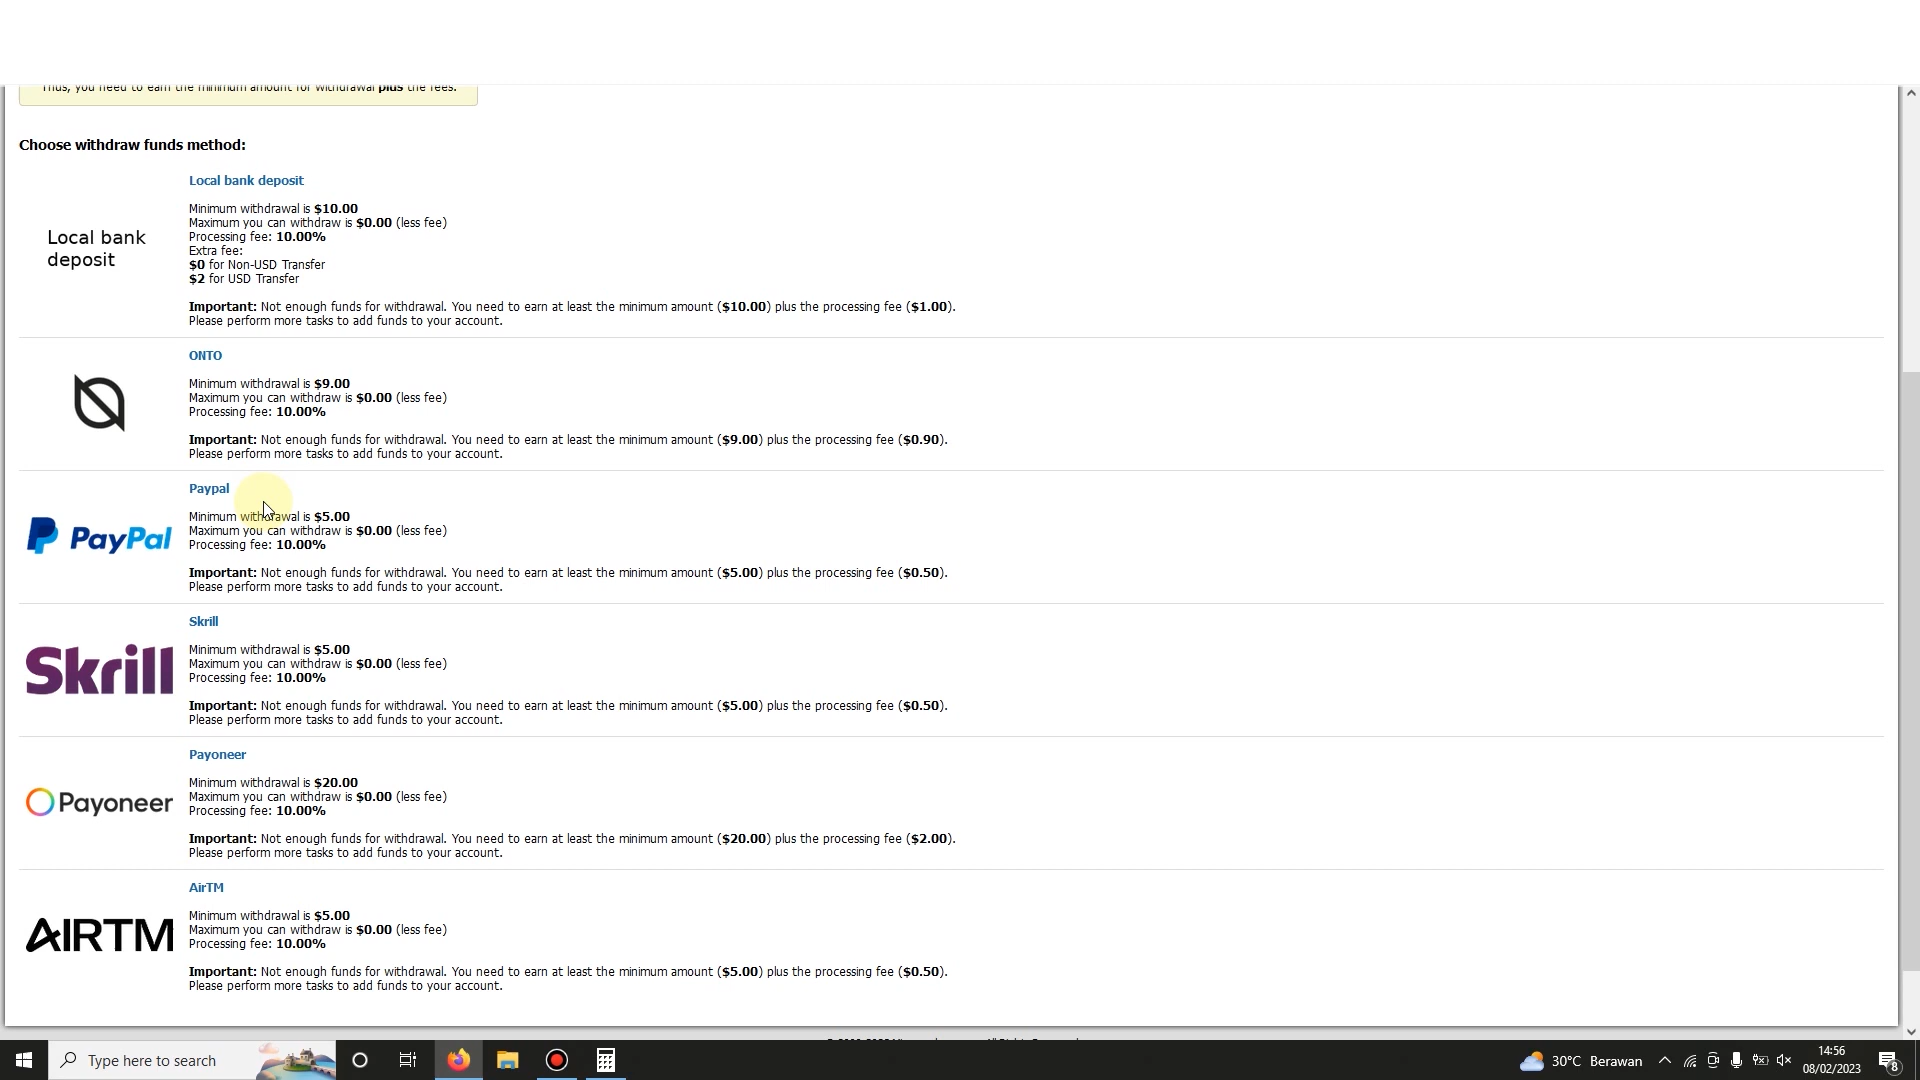 Thus, you need to earn the minimum amount for withdrawal plus the fees.
Choose withdraw funds method:
Local bank deposit
Local bank
deposit
Minimum withdrawal is $10.00
Maximum you can withdraw is $0.00 (less fee)
Processing fee: 10.00%
Extra fee:
$0 for Non-USD Transfer
$2 for USD Transfer
Important: Not enough funds for withdrawal. You need to earn at least the minimum amount ($10.00) plus the processing fee ($1.00).
Please perform more tasks to add funds to your account.
ONTO
Minimum withdrawal is $9.00
Maximum you can withdraw is $0.00 (less fee)
Processing fee: 10.00%
Important: Not enough funds for withdrawal. You need to earn at least the minimum amount ($9.00) plus the processing fee ($0.90).
Please perform more tasks to add funds to your account.
Paypal
PayPal
Minimum withdrawal is $5.00
Maximum you can withdraw is $0.00 (less fee)
Processing fee: 10.00%
Important: Not enough funds for withdrawal. You need to earn at least the minimum amount ($5.00) plus the processing fee ($0.50).
Please perform more tasks to add funds to your account.
Skrill
Skrill
Minimum withdrawal is $5.00
Maximum you can withdraw is $0.00 (less fee)
Processing fee: 10.00%
Important: Not enough funds for withdrawal. You need to earn at least the minimum amount ($5.00) plus the processing fee ($0.50).
Please perform more tasks to add funds to your account.
Payoneer
Payoneer
Minimum withdrawal is $20.00
Maximum you can withdraw is $0.00 (less fee)
Processing fee: 10.00%
Important: Not enough funds for withdrawal. You need to earn at least the minimum amount ($20.00) plus the processing fee ($2.00).
Please perform more tasks to add funds to your account.
AirTM
AIRTM
Minimum withdrawal is $5.00
Maximum you can withdraw is $0.00 (less fee)
Processing fee: 10.00%
Important: Not enough funds for withdrawal. You need to earn at least the minimum amount ($5.00) plus the processing fee ($0.50).
Please perform more tasks to add funds to your account.
Type here to search
30°C Berawan
14:56
08/02/2023
8